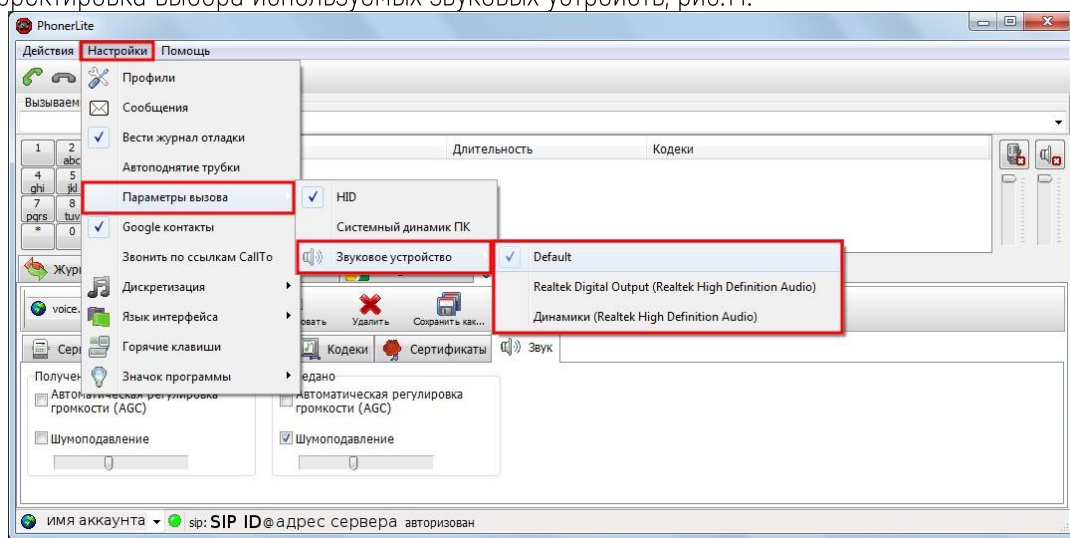 рректировка выбора используемых звуковых устройств, рис.11.
PhonerLite
Действия Настройки Помощь
Профили
Вызываем
Сообщения
Вести журнал отладки
Длительность Кодеки
1 2 abc
Автоподнятие трубки
4 ghi 5 jkl
Параметры вызова HID
7 pqrs 8 tuv
* 0 Google контакты Системный динамик ПК
Звонить по ссылкам CallTo Звуковое устройство Default
Журн
Дискретизация Realtek Digital Output (Realtek High Definition Audio)
voice.
Язык интерфейса Удалить Сохранить как... Динамики (Realtek High Definition Audio)
Горячие клавиши Кодеки Сертификаты Звук
Значок программы
Автоматическая регулировка громкости (AGC) Автоматическая регулировка громкости (AGC)
Шумоподавление Шумоподавление
имя аккаунта sip: SIP ID@адрес сервера авторизован